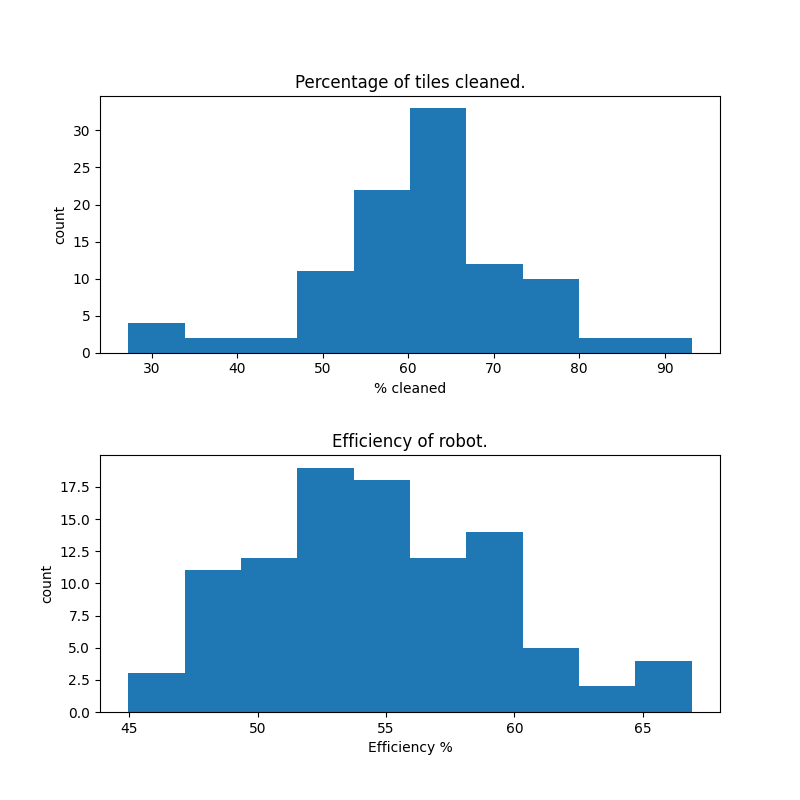 Percentage of tiles cleaned.
30
25
20
15
10
5
0
count
30 40 50 60 70 80 90
% cleaned
Efficiency of robot.
17.5
15.0
12.5
10.0
7.5
5.0
2.5
0.0
count
45 50 55 60 65
Efficiency %